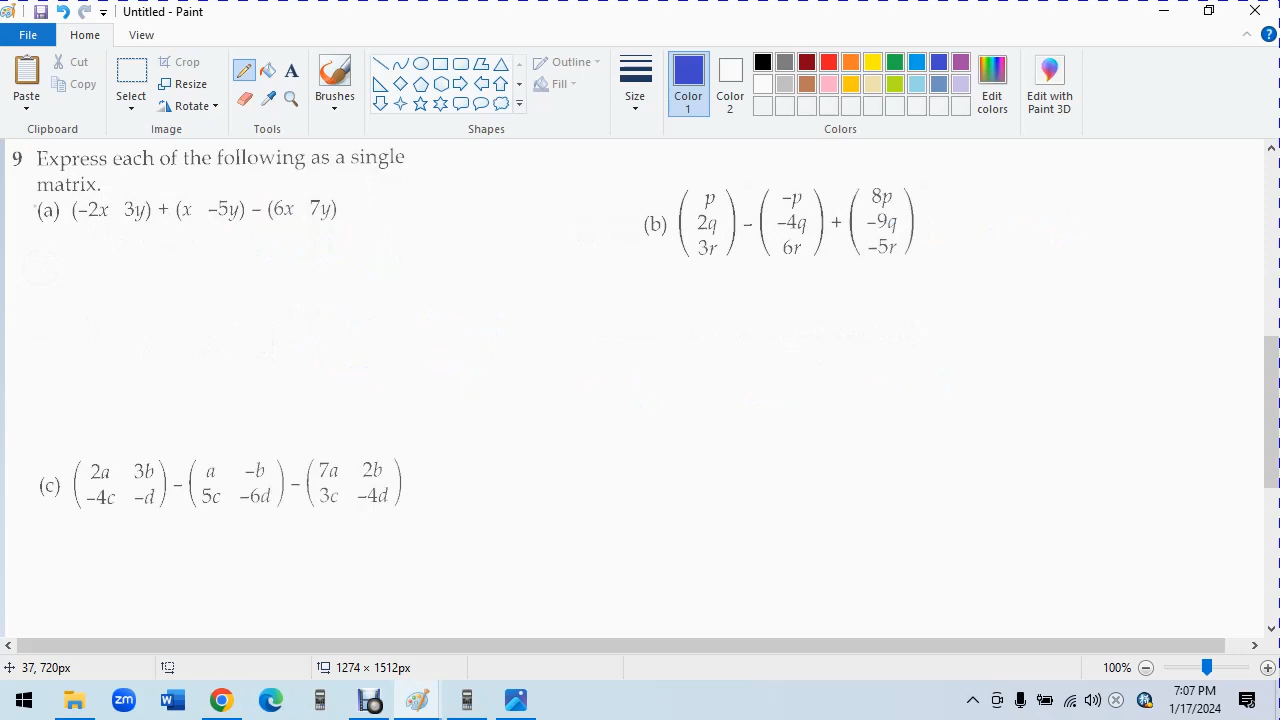 Untitled - Paint
File Home View
Paste Cut Copy Clipboard
Select Crop Resize Rotate Image
A Tools
Brushes
Outline Fill Shapes
Size
Color 1 Color 2 Edit colors Colors
Edit with Paint 3D
9 Express each of the following as a single
matrix.
(a) (–2x 3y) + (x –5y) – (6x 7y)
(b) (p 2q 3r) – (–p –4q 6r) + (8p –9q –5r)
(c) (2a 3b –4c –d) – (a –b 5c –6d) – (7a 2b 3c –4d)
37, 720px 1274 × 1512px 100%
zm W
7:07 PM
1/17/2024